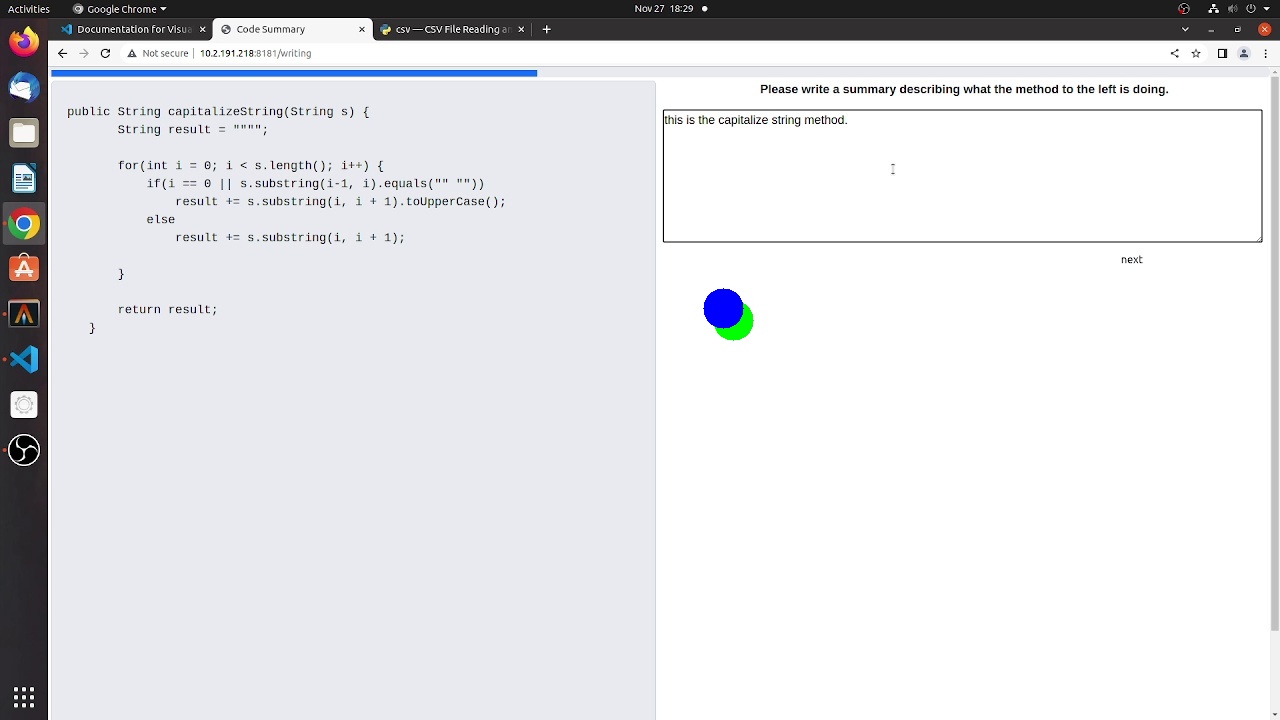 Activities
Google Chrome
Nov 27 18:29
Documentation for Visua
Code Summary
csv — CSV File Reading a
Not secure
10.2.191.218:8181/writing
public String capitalizeString(String s) {
String result = """";
for(int i = 0; i < s.length(); i++) {
if(i == 0 || s.substring(i-1, i).equals("" ""))
result += s.substring(i, i + 1).toUpperCase();
else
result += s.substring(i, i + 1);
}
return result;
}
Please write a summary describing what the method to the left is doing.
this is the capitalize string method.
next